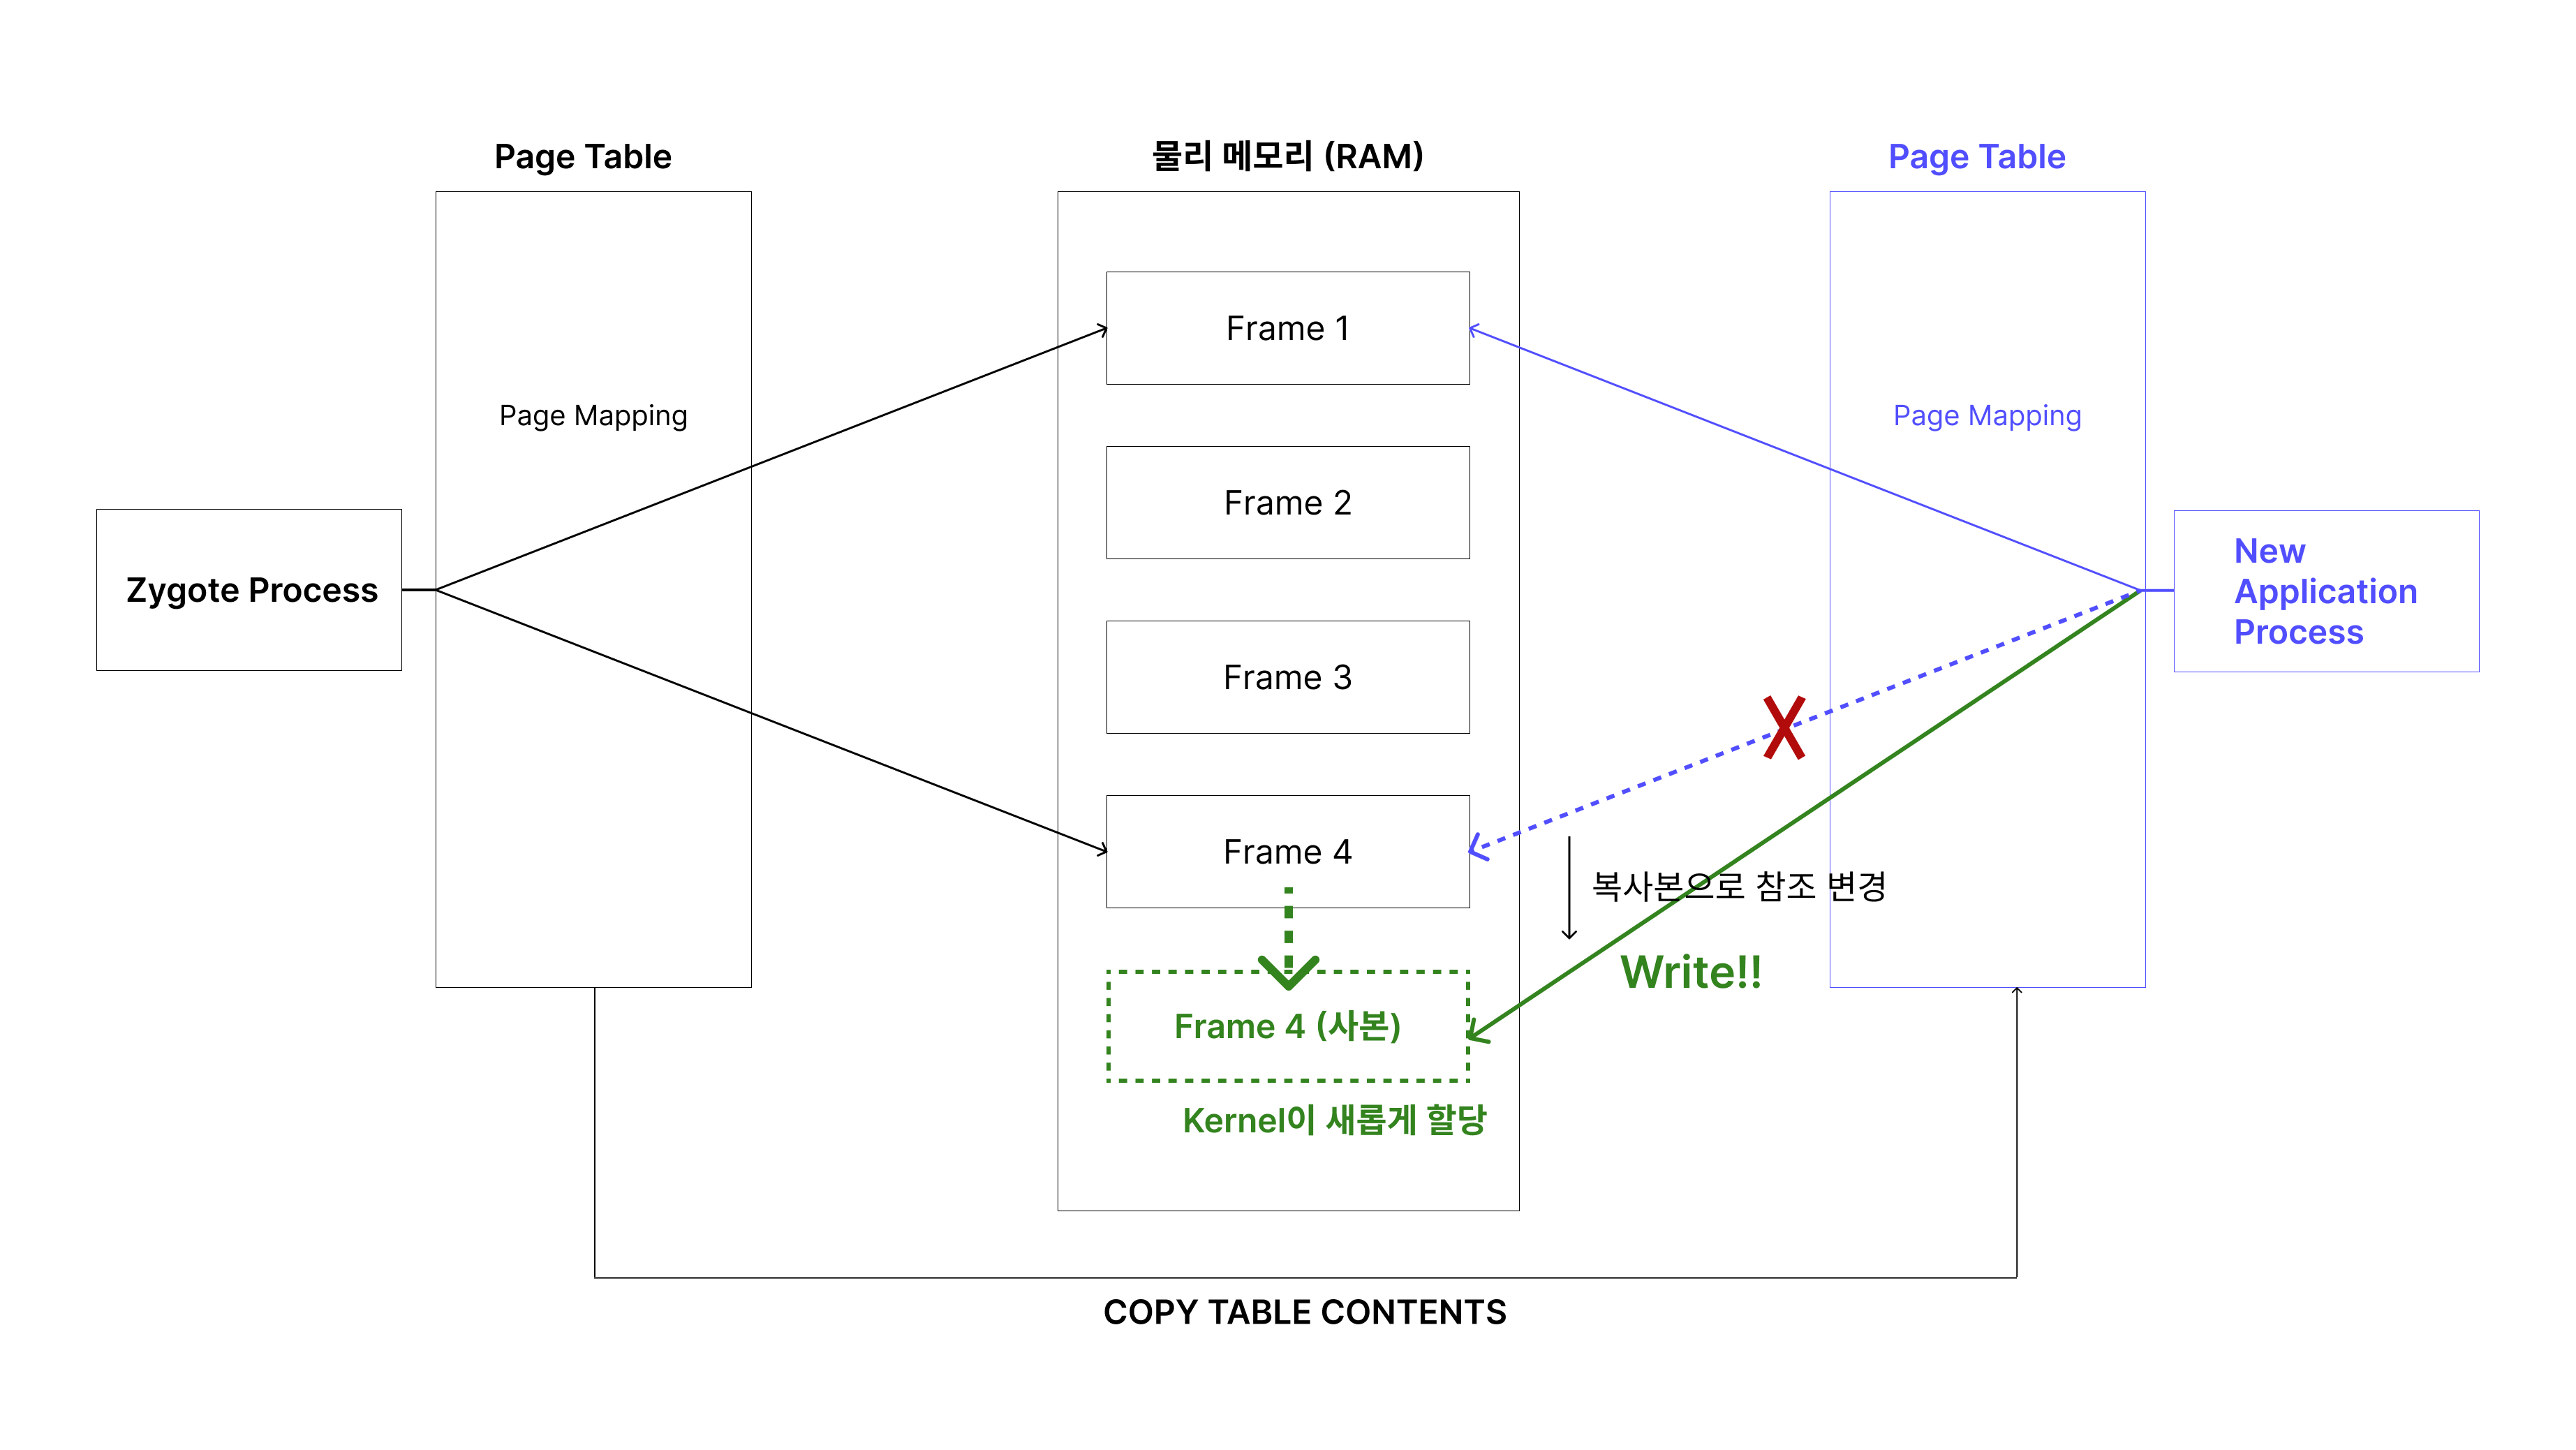 Page Table
물리 메모리 (RAM)
Page Table
Frame 1
Page Mapping
Page Mapping
Frame 2
Zygote Process
New
Application
Process
Frame 3
Frame 4
복사본으로 참조 변경
Write!!
Frame 4 (사본)
Kernel이 새롭게 할당
COPY TABLE CONTENTS